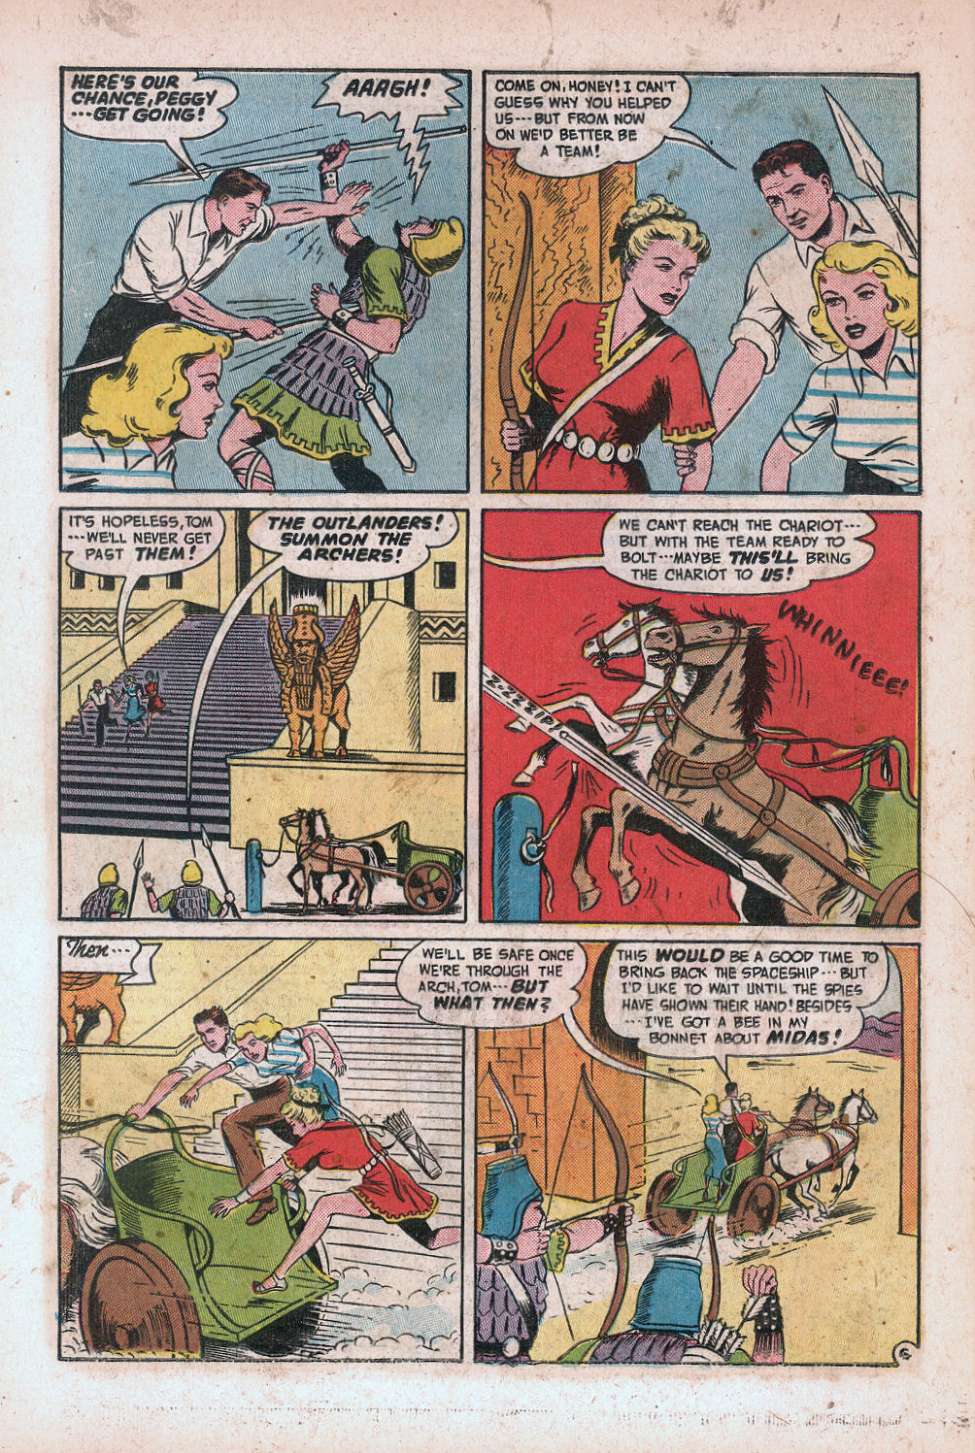 HERE'S OUR
CHANCE, PEGGY
---GET GOING!
AARGH!
COME ON, HONEY! I CAN'T
GUESS WHY YOU HELPED
US---BUT FROM NOW
ON WE'D BETTER BE
A TEAM!
IT'S HOPELESS, TOM
---WE'LL NEVER GET
PAST THEM!
THE OUTLANDERS!
SUMMON THE
ARCHERS!
WE CAN'T REACH THE CHARIOT---
BUT WITH THE TEAM READY TO
BOLT---MAYBE THIS'LL BRING
THE CHARIOT TO US!
WHINNIEEE!
ZZZZZIP!
Then---
WE'LL BE SAFE ONCE
WE'RE THROUGH THE
ARCH, TOM---BUT
WHAT THEN?
THIS WOULD BE A GOOD TIME TO
BRING BACK THE SPACESHIP---BUT
I'D LIKE TO WAIT UNTIL THE SPIES
HAVE SHOWN THEIR HAND! BESIDES
---I'VE GOT A BEE IN MY
BONNET ABOUT MIDAS!